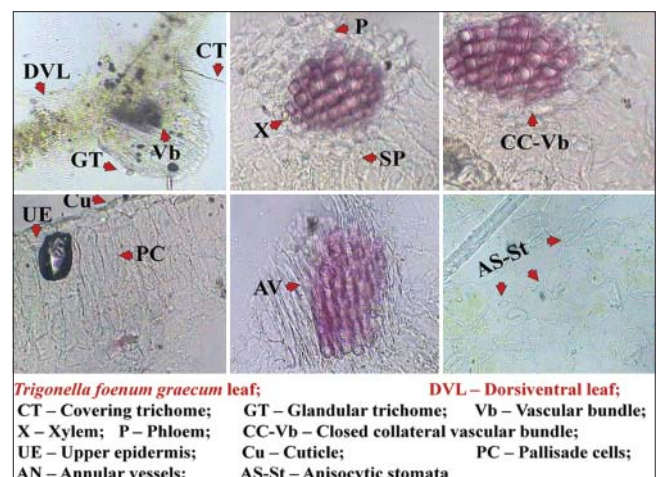 CT
DVL
Vb
GT
P
X
SP
CC-Vb
Cu
UE
PC
AV
AS-St
Trigonella foenum graecum leaf; DVL – Dorsiventral leaf;
CT – Covering trichome; GT – Glandular trichome; Vb – Vascular bundle;
X – Xylem; P – Phloem; CC-Vb – Closed collateral vascular bundle;
UE – Upper epidermis; Cu – Cuticle; PC – Pallisade cells;
AN – Annular vessels; AS-St – Anisocytic stomata